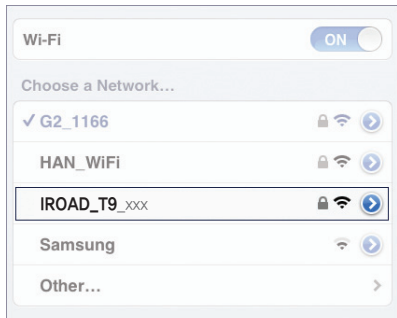 Wi-Fi ON
Choose a Network...
✓ G2_1166
HAN_WiFi
IROAD_T9_xxx
Samsung
Other...